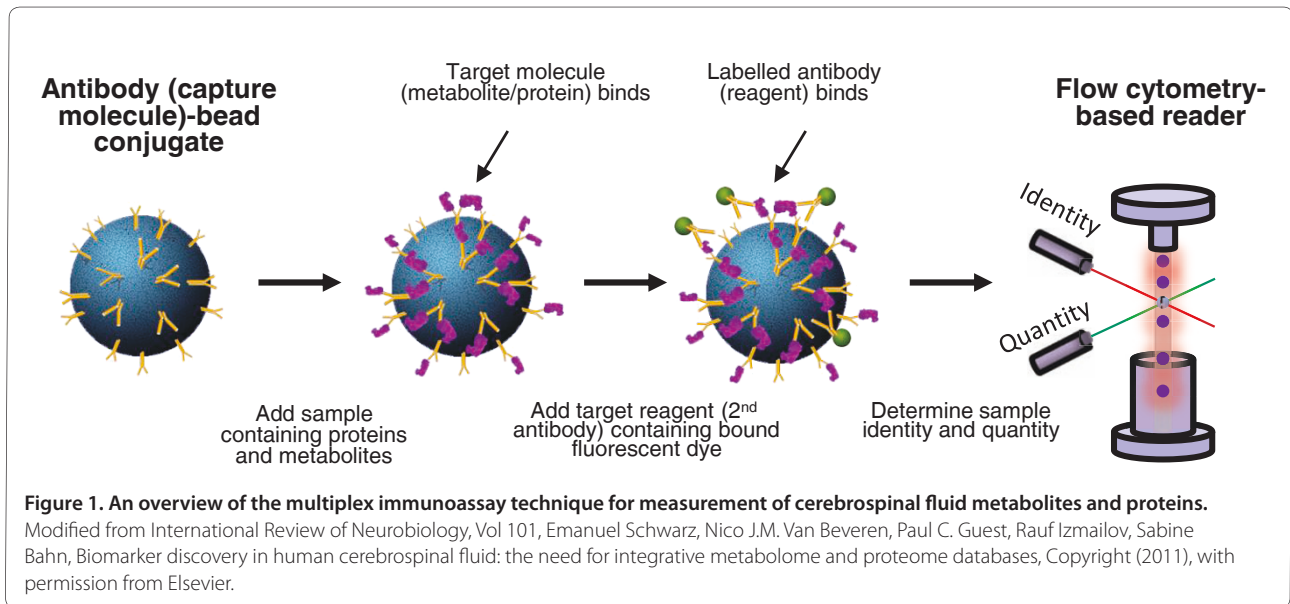 Antibody (capture
molecule)-bead
conjugate
Target molecule
(metabolite/protein) binds
Labelled antibody
(reagent) binds
Flow cytometry-
based reader
Identity
Quantity
Add sample
containing proteins
and metabolites
Add target reagent (2nd
antibody) containing bound
fluorescent dye
Determine sample
identity and quantity
Figure 1. An overview of the multiplex immunoassay technique for measurement of cerebrospinal fluid metabolites and proteins.
Modified from International Review of Neurobiology, Vol 101, Emanuel Schwarz, Nico J.M. Van Beveren, Paul C. Guest, Rauf Izmailov, Sabine
Bahn, Biomarker discovery in human cerebrospinal fluid: the need for integrative metabolome and proteome databases, Copyright (2011), with
permission from Elsevier.